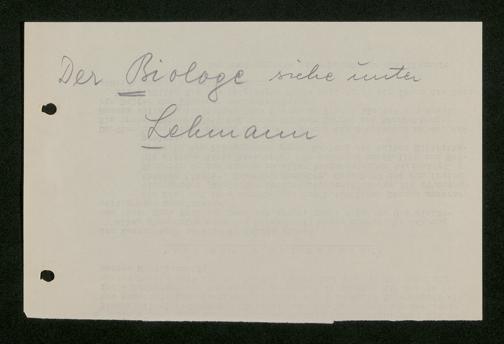 Der Biologe siehe unter
Lehmann